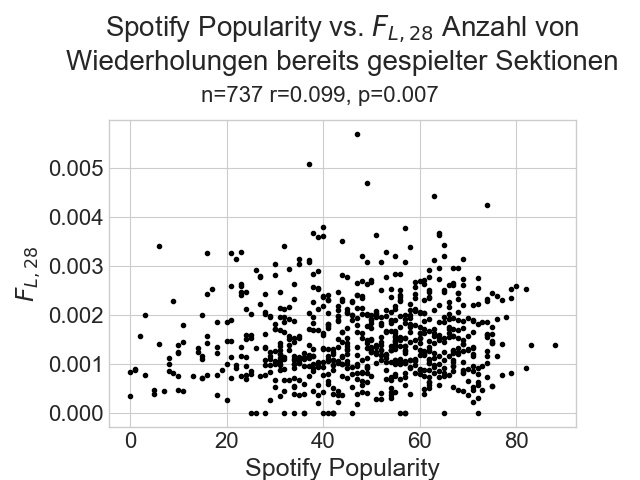 Spotify Popularity vs. F_{L, 28} Anzahl von
Wiederholungen bereits gespielter Sektionen
n=737 r=0.099, p=0.007
0.005
0.004
0.003
0.002
0.001
0.000
F_{L, 28}
0 20 40 60 80
Spotify Popularity